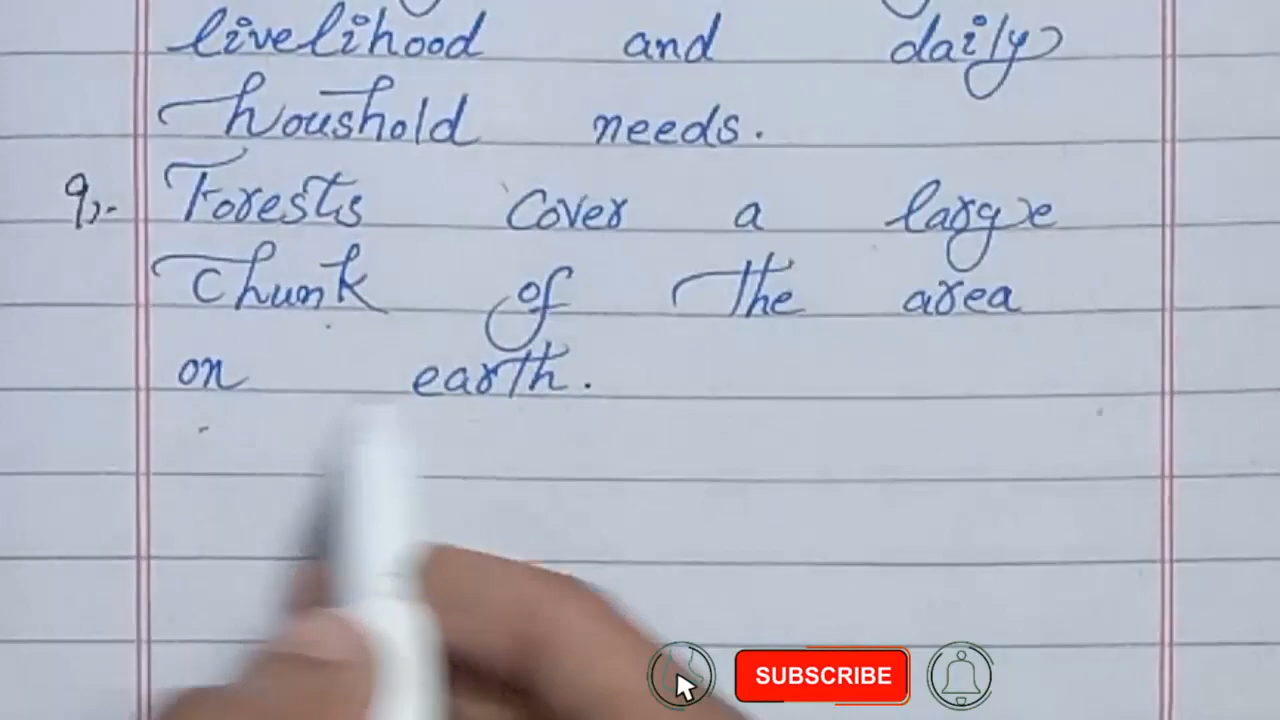 livelihood and daily
houshold needs.
9,- Forests cover a large
chunk of the area
on earth.
SUBSCRIBE